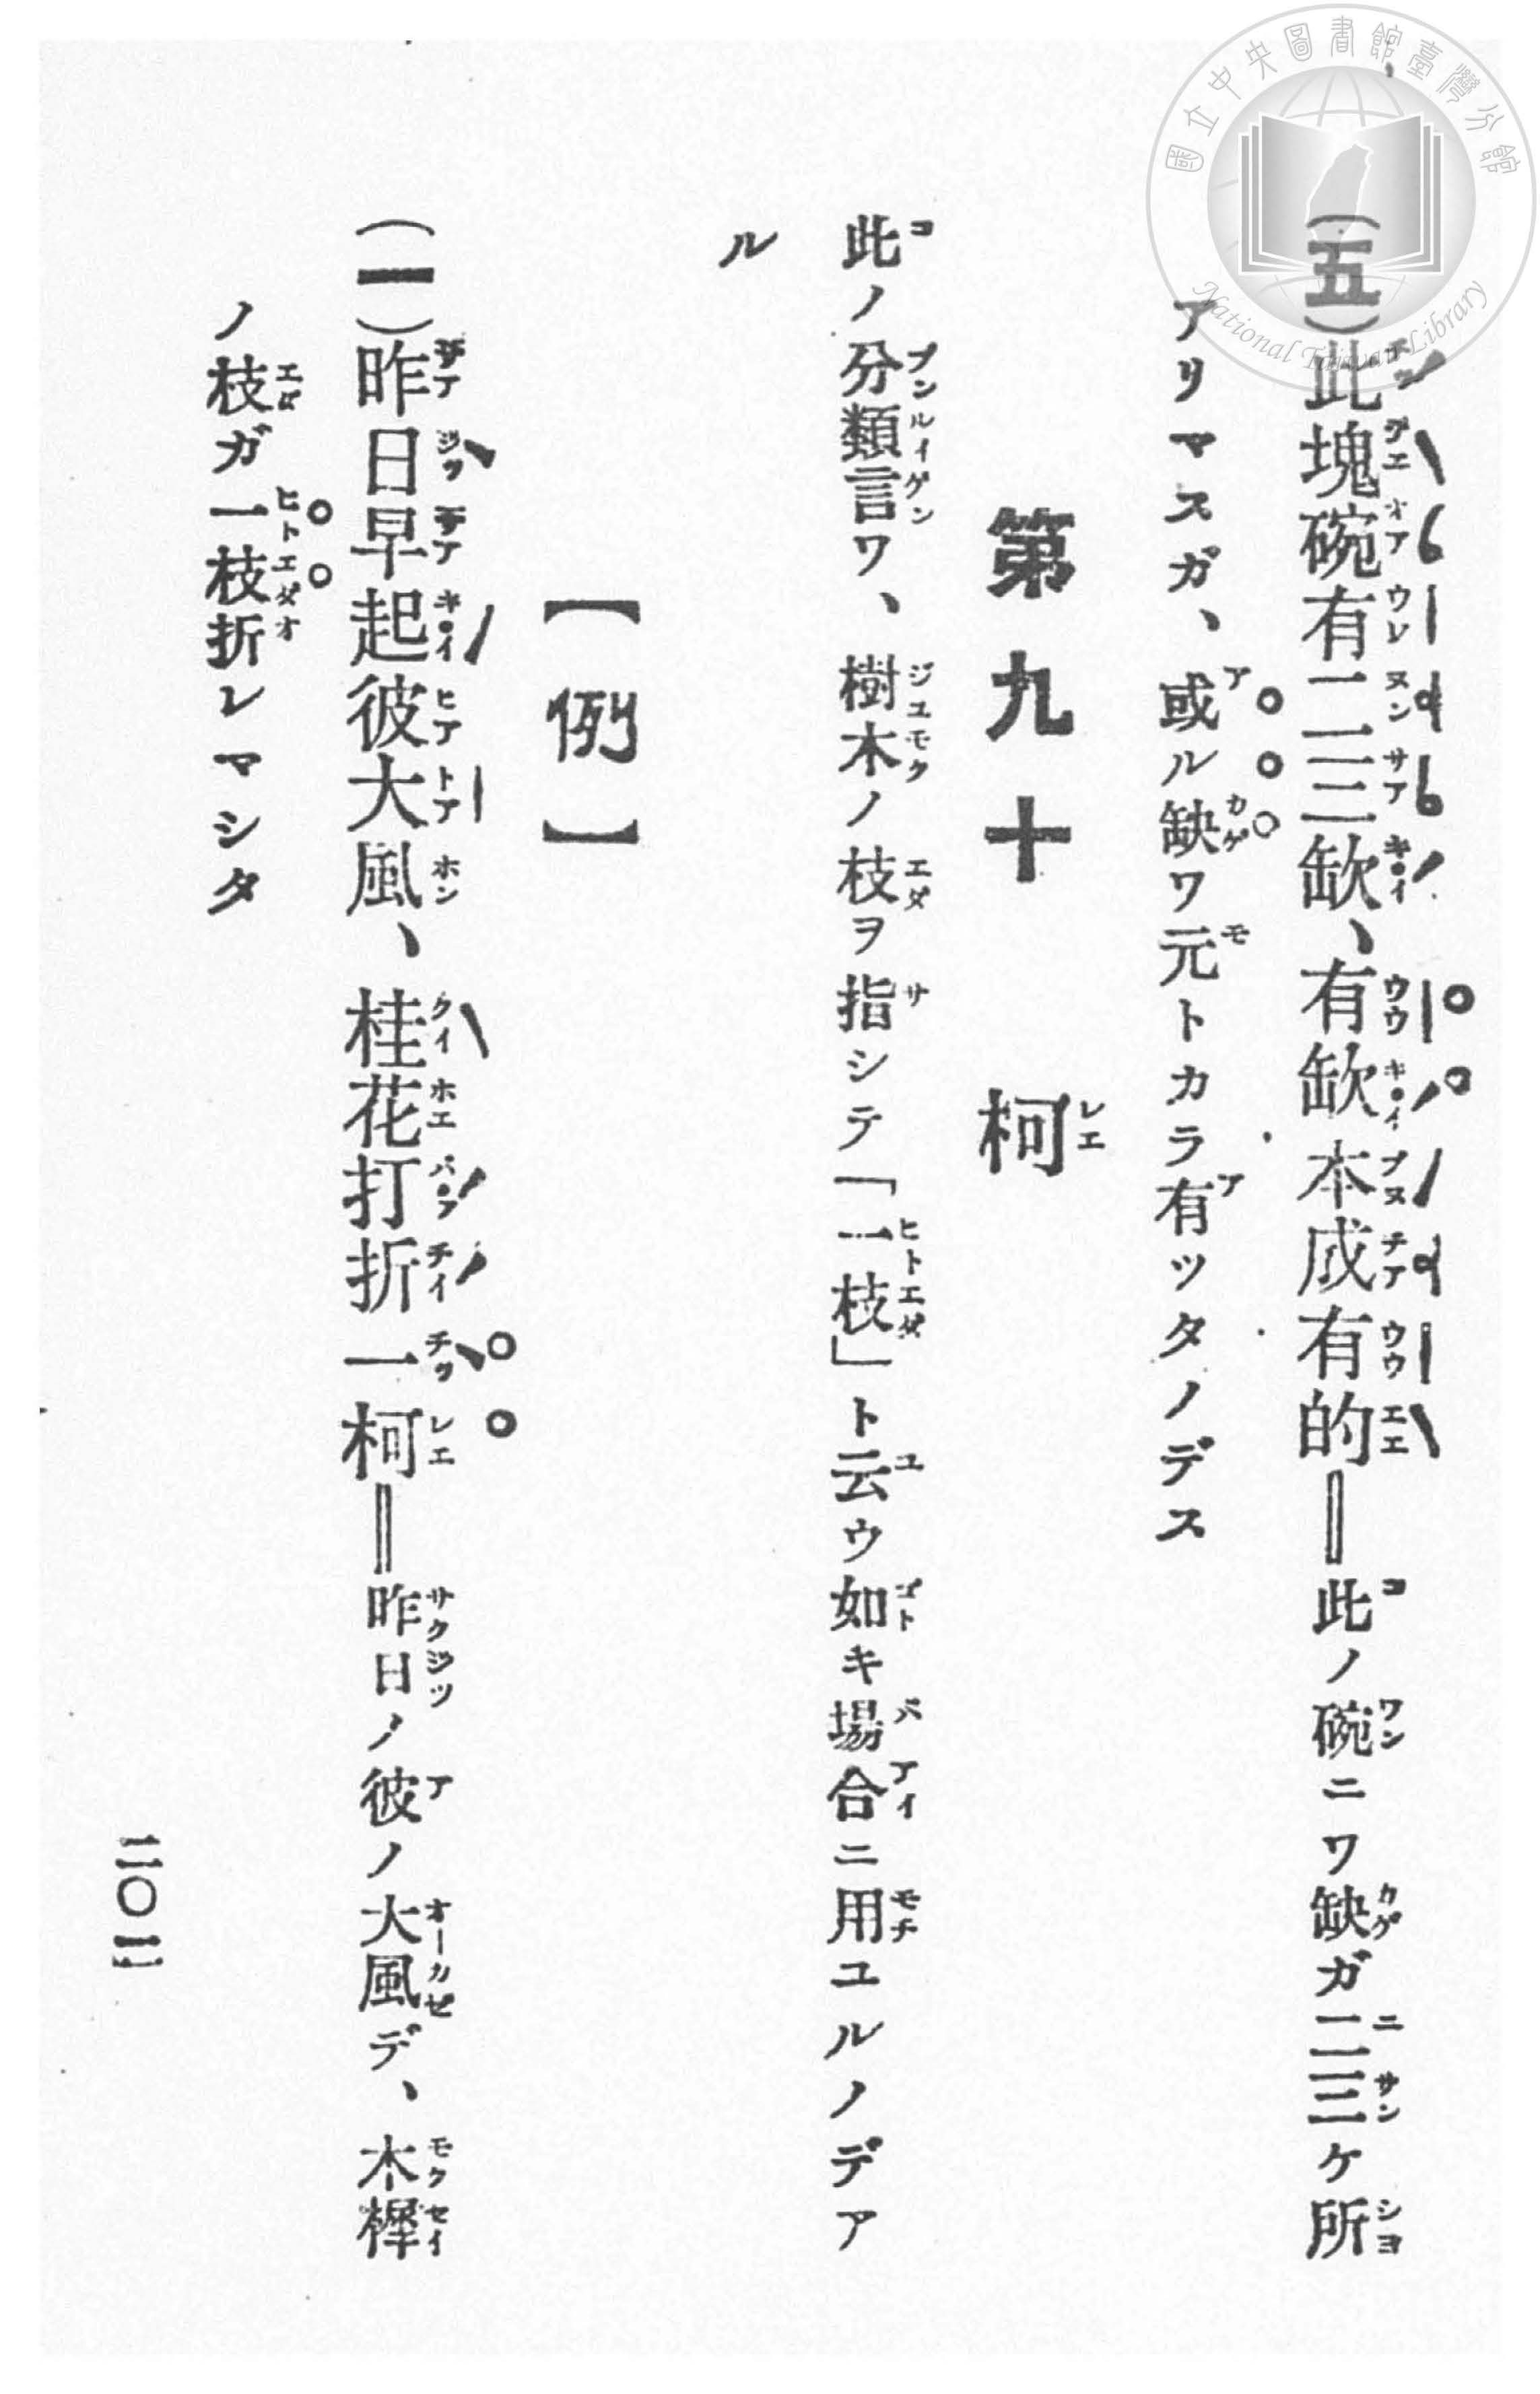 (五)此塊碗有二三欿、有欿本成有的‖此ノ碗ニワ缺ガ二三ケ所
アリマスガ、或ル缺ワ元トカラ有ッタノデス
第九十 柯
此ノ分類言ワ、樹木ノ枝ヲ指シテ「一枝」ト云ウ如キ場合ニ用ユルノデア
ル
【例】
(一)昨日早起彼大風、桂花打折一柯‖昨日ノ彼ノ大風デ、木樨
ノ枝ガ一枝折レマシタ
二〇三
國立中央圖書館臺灣分館
National Taiwan Library